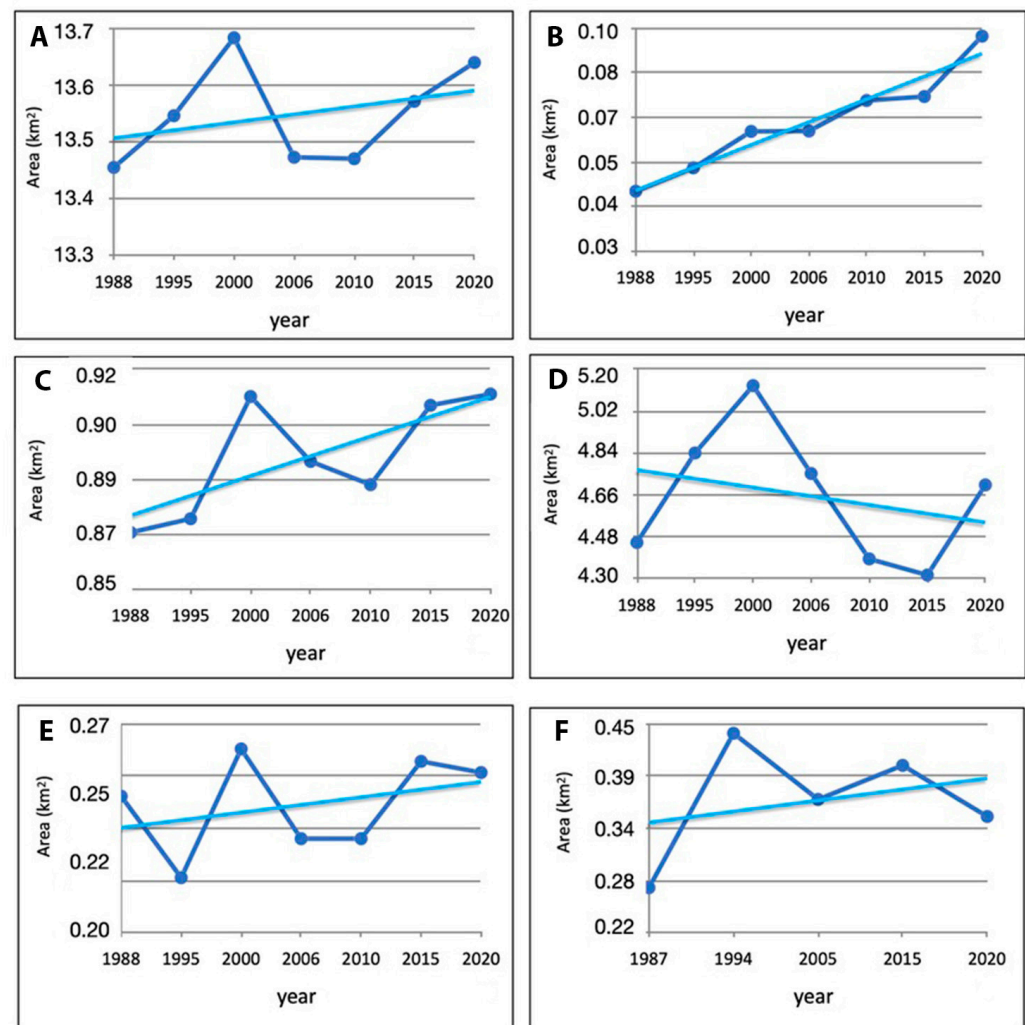 A
Area (km²)
13.7
13.6
13.5
13.4
13.3
1988 1995 2000 2006 2010 2015 2020
year
B
Area (km²)
0.10
0.08
0.07
0.05
0.04
0.03
1988 1995 2000 2006 2010 2015 2020
year
C
Area (km²)
0.92
0.90
0.89
0.87
0.85
1988 1995 2000 2006 2010 2015 2020
year
D
Area (km²)
5.20
5.02
4.84
4.66
4.48
4.30
1988 1995 2000 2006 2010 2015 2020
year
E
Area (km²)
0.27
0.25
0.22
0.20
1988 1995 2000 2006 2010 2015 2020
year
F
Area (km²)
0.45
0.39
0.34
0.28
0.22
1987 1994 2005 2015 2020
year